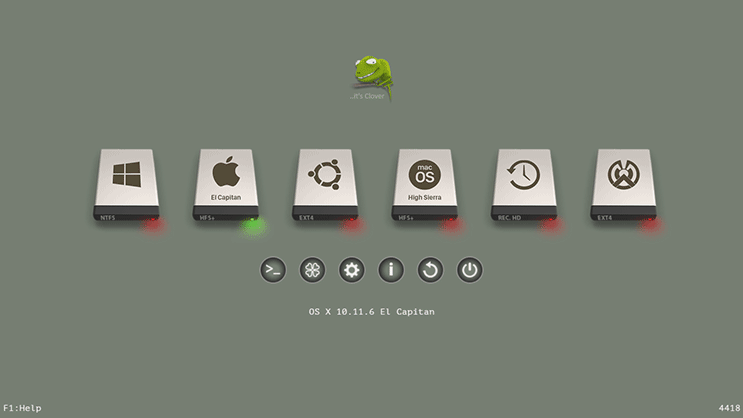 ...it's Clover
mac
OS
El Capitan
High Sierra
NTFS
HFS+
EXT4
HFS+
REC. HD
EXT4
>_
i
OS X 10.11.6 El Capitan
F1:Help
4418